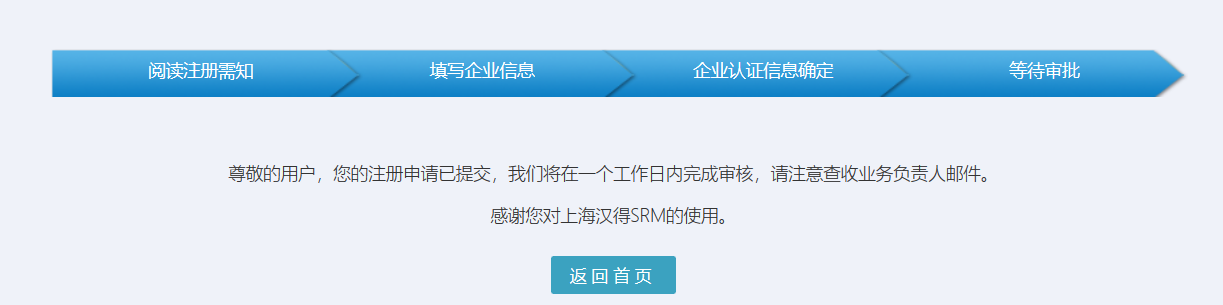 阅读注册需知 填写企业信息 企业认证信息确定 等待审批
尊敬的用户，您的注册申请已提交，我们将在一个工作日内完成审核，请注意查收业务负责人邮件。
感谢您对上海汉得SRM的使用。
返回首页